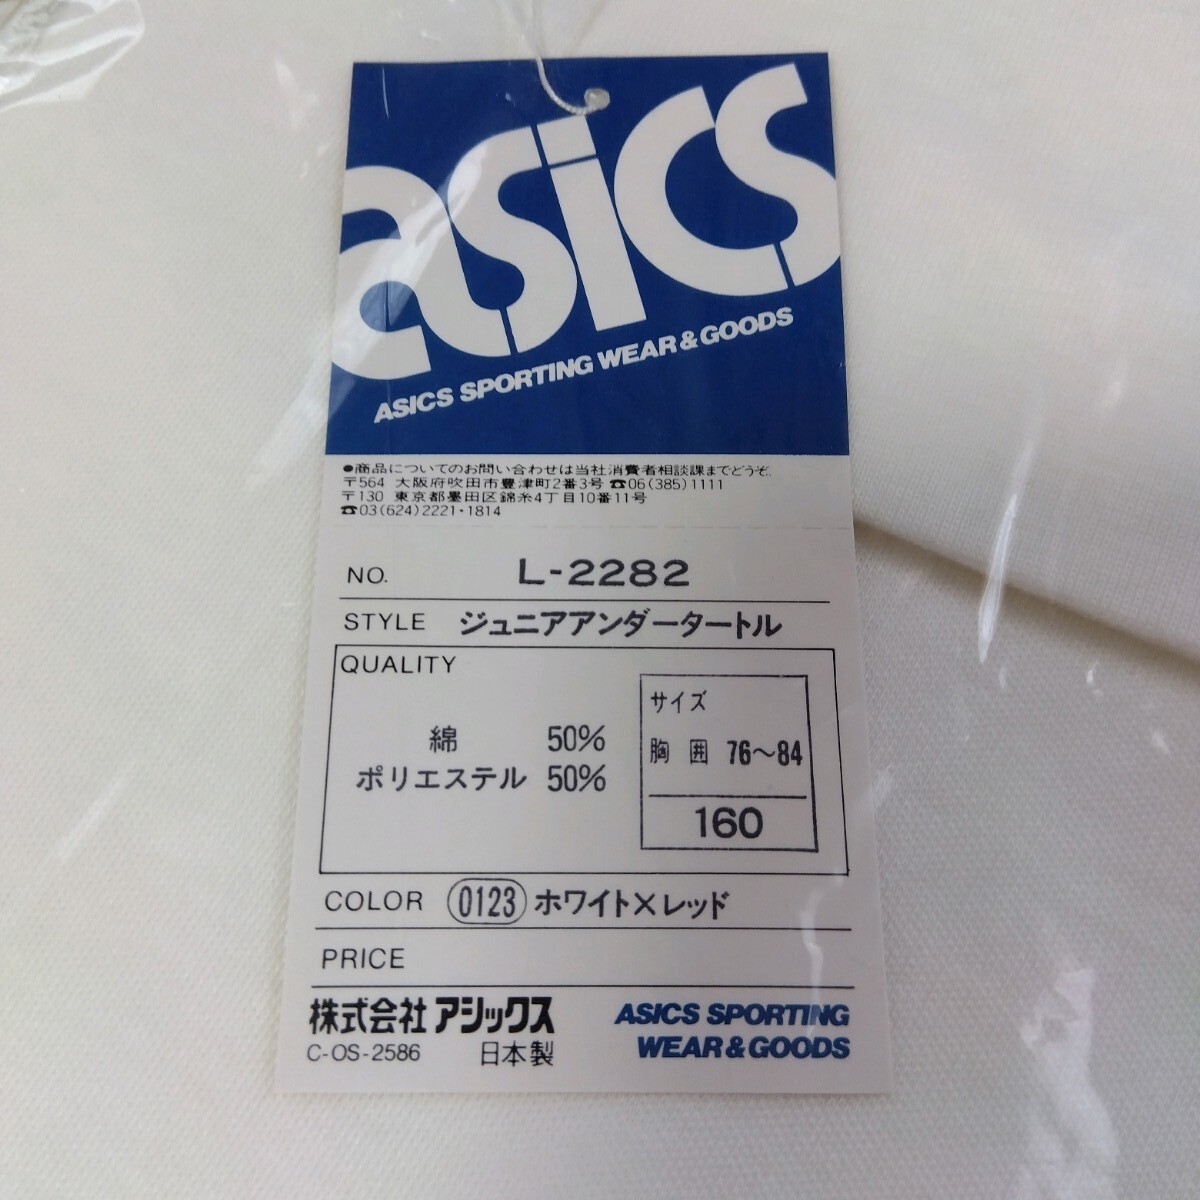 asics
ASICS SPORTING WEAR & GOODS
●商品についてのお問い合わせは当社消費者相談課までどうぞ.
〒564 大阪府吹田市豊津町2番3号 ☎06(385)1111
〒130 東京都墨田区錦糸4丁目10番11号
☎03(624)2221・1814
NO. L-2282
STYLE ジュニアアンダータートル
QUALITY
綿 50%
ポリエステル 50%
サイズ
胸囲 76〜84
160
COLOR 0123 ホワイト×レッド
PRICE
株式会社アシックス
C-OS-2586 日本製
ASICS SPORTING
WEAR & GOODS